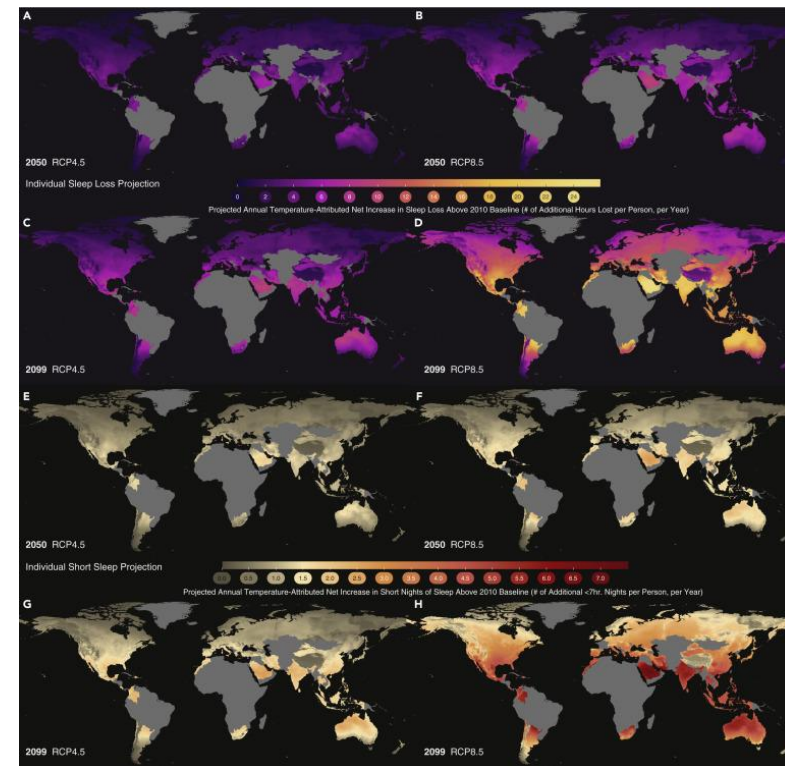 A
B
2050 RCP4.5
2050 RCP8.5
Individual Sleep Loss Projection
0 2 4 6 8 10 12 14 16 18 20 22 24
Projected Annual Temperature-Attributed Net Increase in Sleep Loss Above 2010 Baseline (# of Additional Hours Lost per Person, per Year)
C
D
2099 RCP4.5
2099 RCP8.5
E
F
2050 RCP4.5
2050 RCP8.5
Individual Short Sleep Projection
0.0 0.5 1.0 1.5 2.0 2.5 3.0 3.5 4.0 4.5 5.0 5.5 6.0 6.5 7.0
Projected Annual Temperature-Attributed Net Increase in Short Nights of Sleep Above 2010 Baseline (# of Additional <7hr. Nights per Person, per Year)
G
H
2099 RCP4.5
2099 RCP8.5